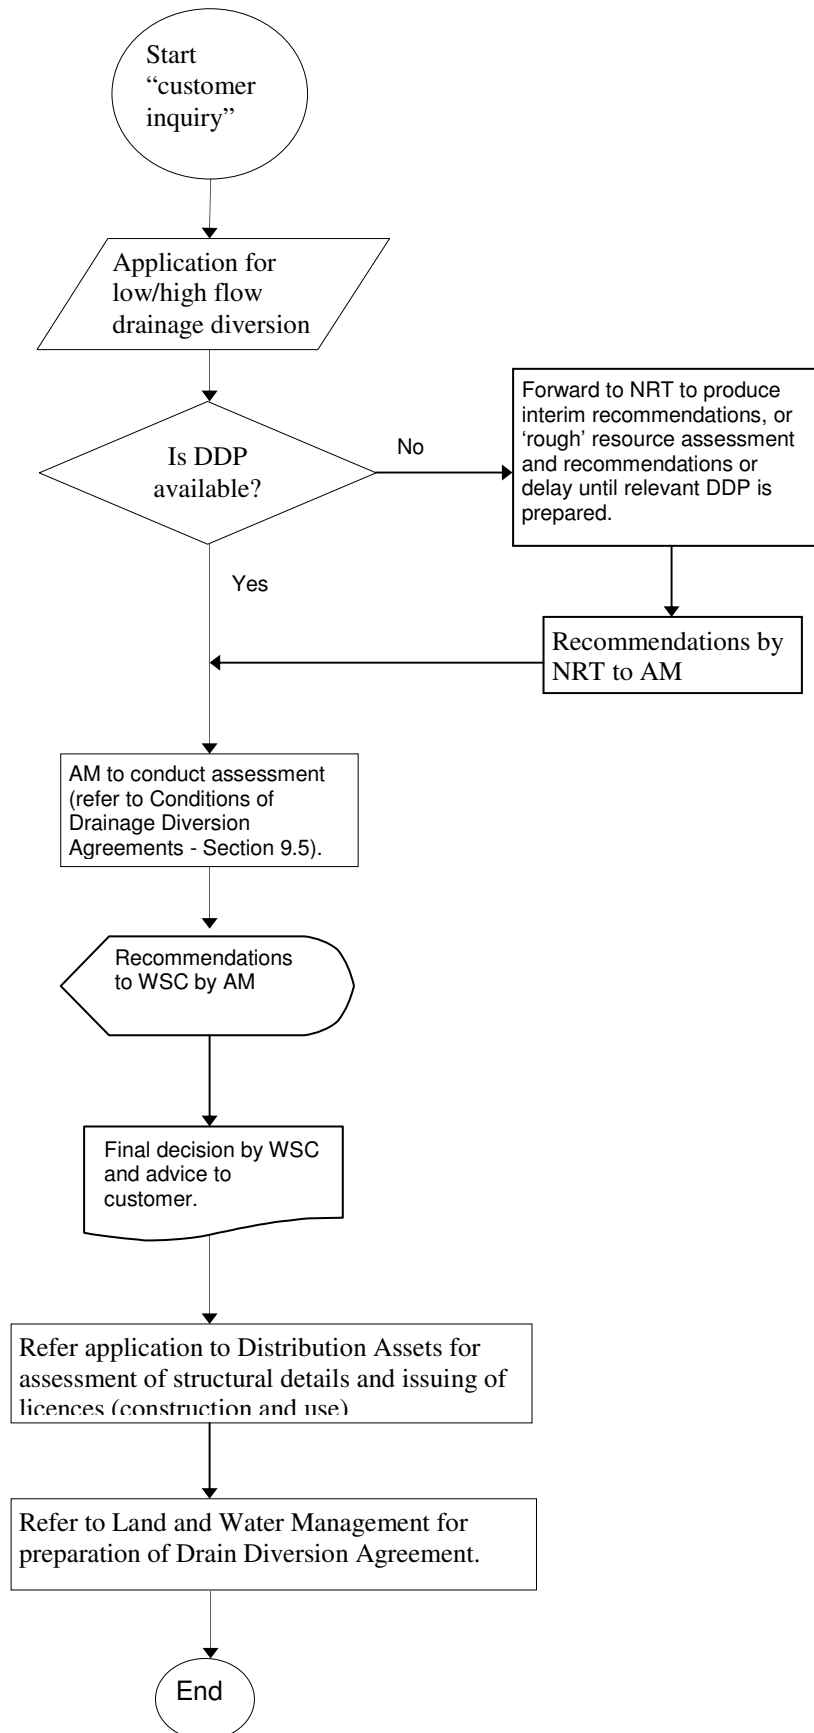 Start
“customer
inquiry”
Application for
low/high flow
drainage diversion
Is DDP
available?
No
Forward to NRT to produce
interim recommendations, or
‘rough’ resource assessment
and recommendations or
delay until relevant DDP is
prepared.
Yes
Recommendations by
NRT to AM
AM to conduct assessment
(refer to Conditions of
Drainage Diversion
Agreements - Section 9.5).
Recommendations
to WSC by AM
Final decision by WSC
and advice to
customer.
Refer application to Distribution Assets for
assessment of structural details and issuing of
licences (construction and use)
Refer to Land and Water Management for
preparation of Drain Diversion Agreement.
End